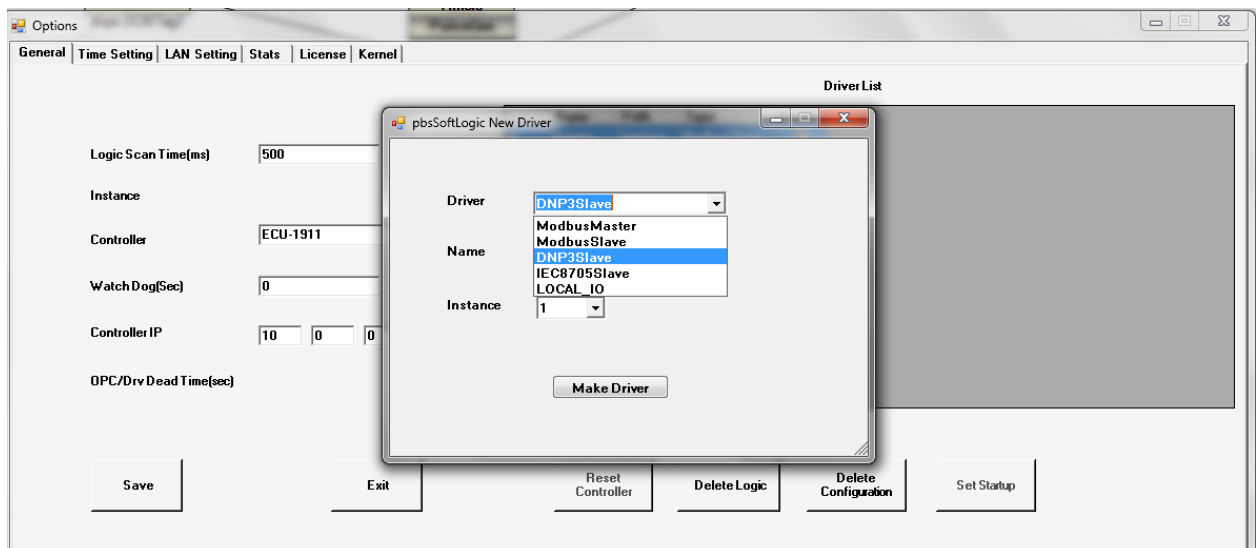 Options
General Time Setting LAN Setting Stats License Kernel
Driver List
pbsSoftLogic New Driver
Logic Scan Time(ms) 500
Instance
Controller ECU-1911
Watch Dog(Sec) 0
Controller IP 10 0 0
OPC/Drv Dead Time(sec)
Driver DNP3Slave
ModbusMaster
ModbusSlave
Name DNP3Slave
IEC8705Slave
LOCAL_IO
Instance 1
Make Driver
Save Exit Reset Controller Delete Logic Delete Configuration Set Startup